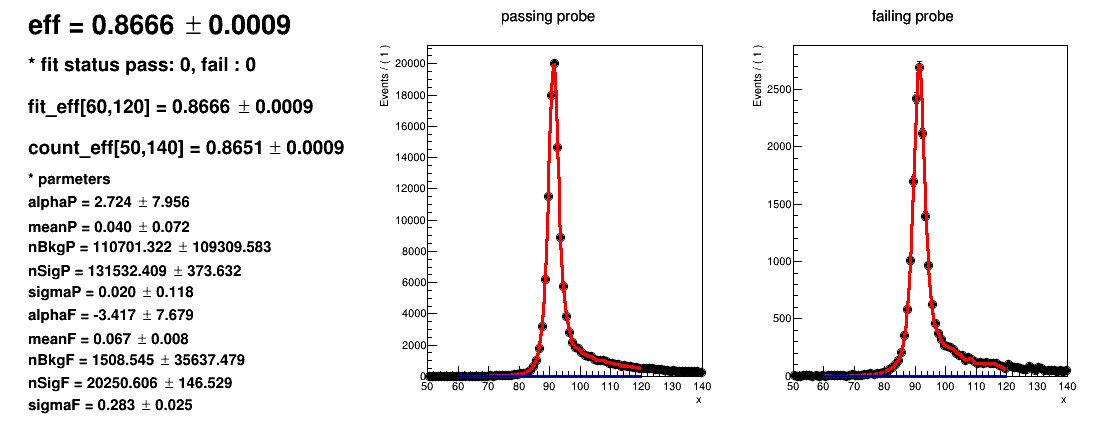 eff = 0.8666 ± 0.0009
* fit status pass: 0, fail : 0
fit_eff[60,120] = 0.8666 ± 0.0009
count_eff[50,140] = 0.8651 ± 0.0009
* parmeters
alphaP = 2.724 ± 7.956
meanP = 0.040 ± 0.072
nBkgP = 110701.322 ± 109309.583
nSigP = 131532.409 ± 373.632
sigmaP = 0.020 ± 0.118
alphaF = -3.417 ± 7.679
meanF = 0.067 ± 0.008
nBkgF = 1508.545 ± 35637.479
nSigF = 20250.606 ± 146.529
sigmaF = 0.283 ± 0.025
passing probe
Events / ( 1 )
20000
18000
16000
14000
12000
10000
8000
6000
4000
2000
0
50 60 70 80 90 100 110 120 130 140
x
failing probe
Events / ( 1 )
2500
2000
1500
1000
500
0
50 60 70 80 90 100 110 120 130 140
x